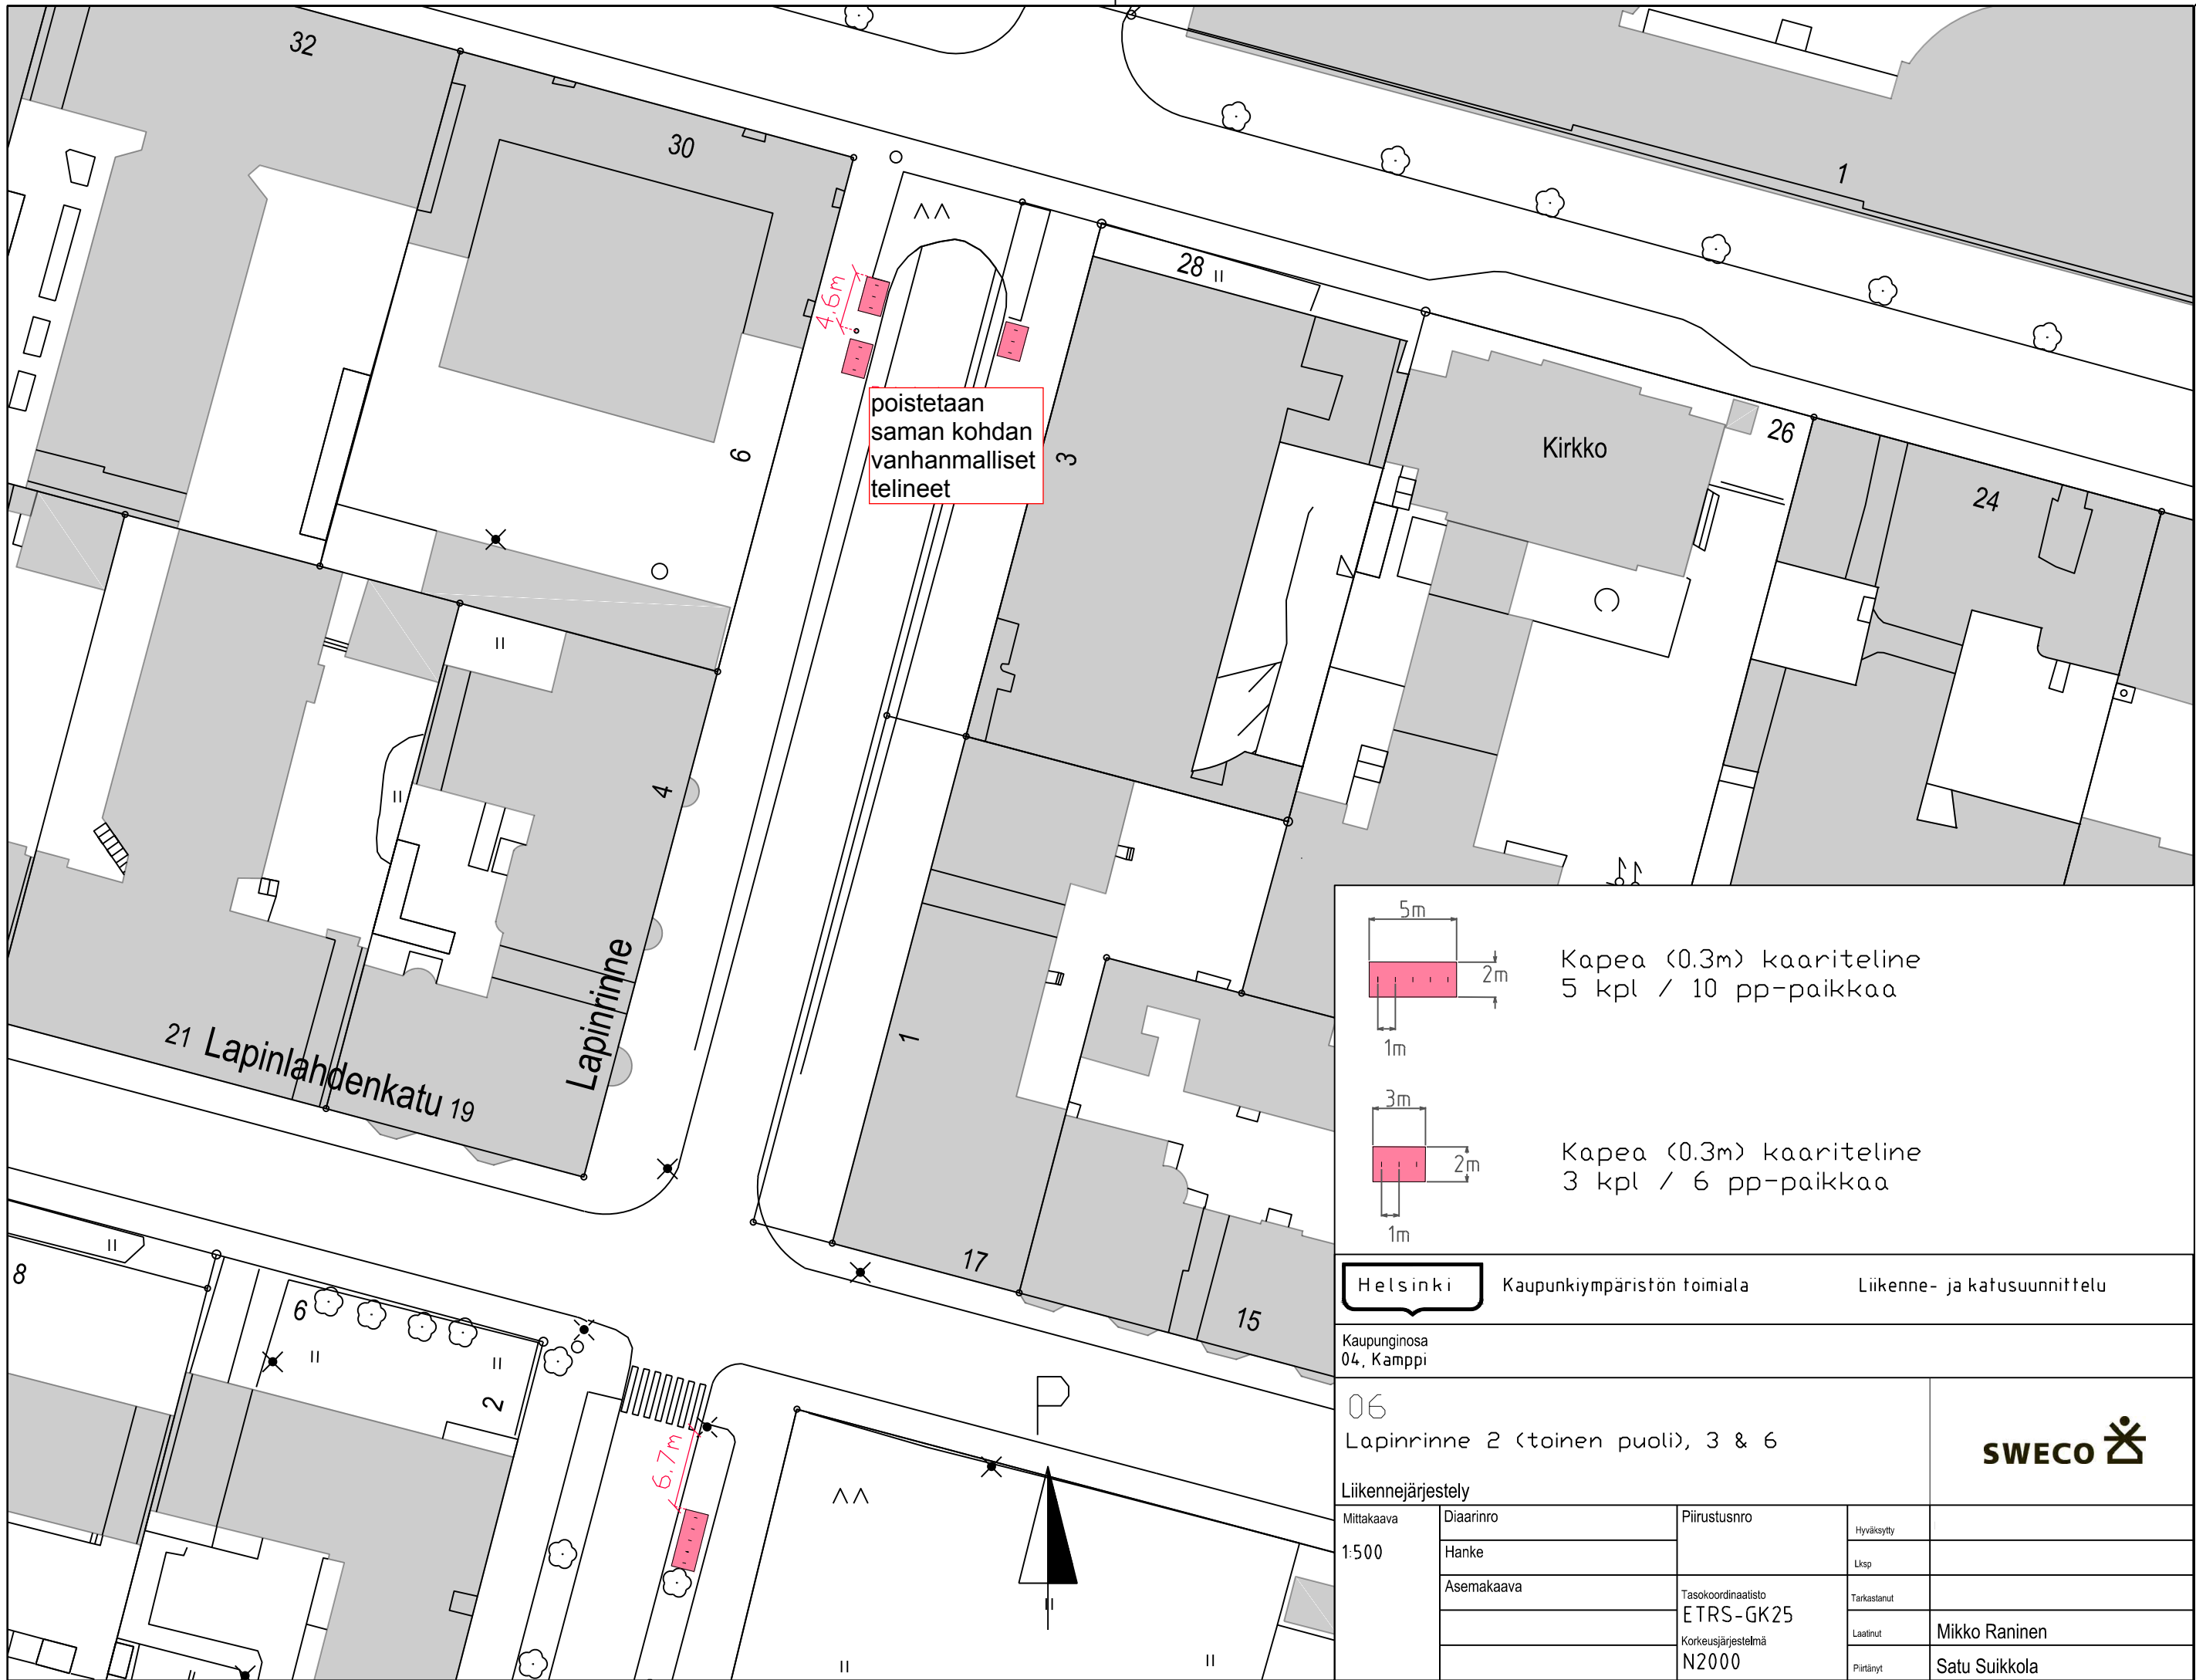 32
30
1
28
4,6m
poistetaan
saman kohdan
vanhanmalliset
telineet
6
3
Kirkko
26
24
4
Lapinrinne
1
21 Lapinlahdenkatu 19
17
15
8
6
2
6,7m
P
5m
2m
1m
Kapea (0.3m) kaariteline
5 kpl / 10 pp-paikkaa
3m
2m
1m
Kapea (0.3m) kaariteline
3 kpl / 6 pp-paikkaa
Helsinki Kaupunkiympäristön toimiala Liikenne- ja katusuunnittelu
Kaupunginosa
04, Kamppi
06
Lapinrinne 2 (toinen puoli), 3 & 6
Liikennejärjestely
SWECO
Mittakaava
1:500
Diaarinro
Hanke
Asemakaava
Piirustusnro
Tasokoordinaatisto
ETRS-GK25
Korkeusjärjestelmä
N2000
Hyväksytty
Lksp
Tarkastanut
Laatinut Mikko Raninen
Piirtänyt Satu Suikkola